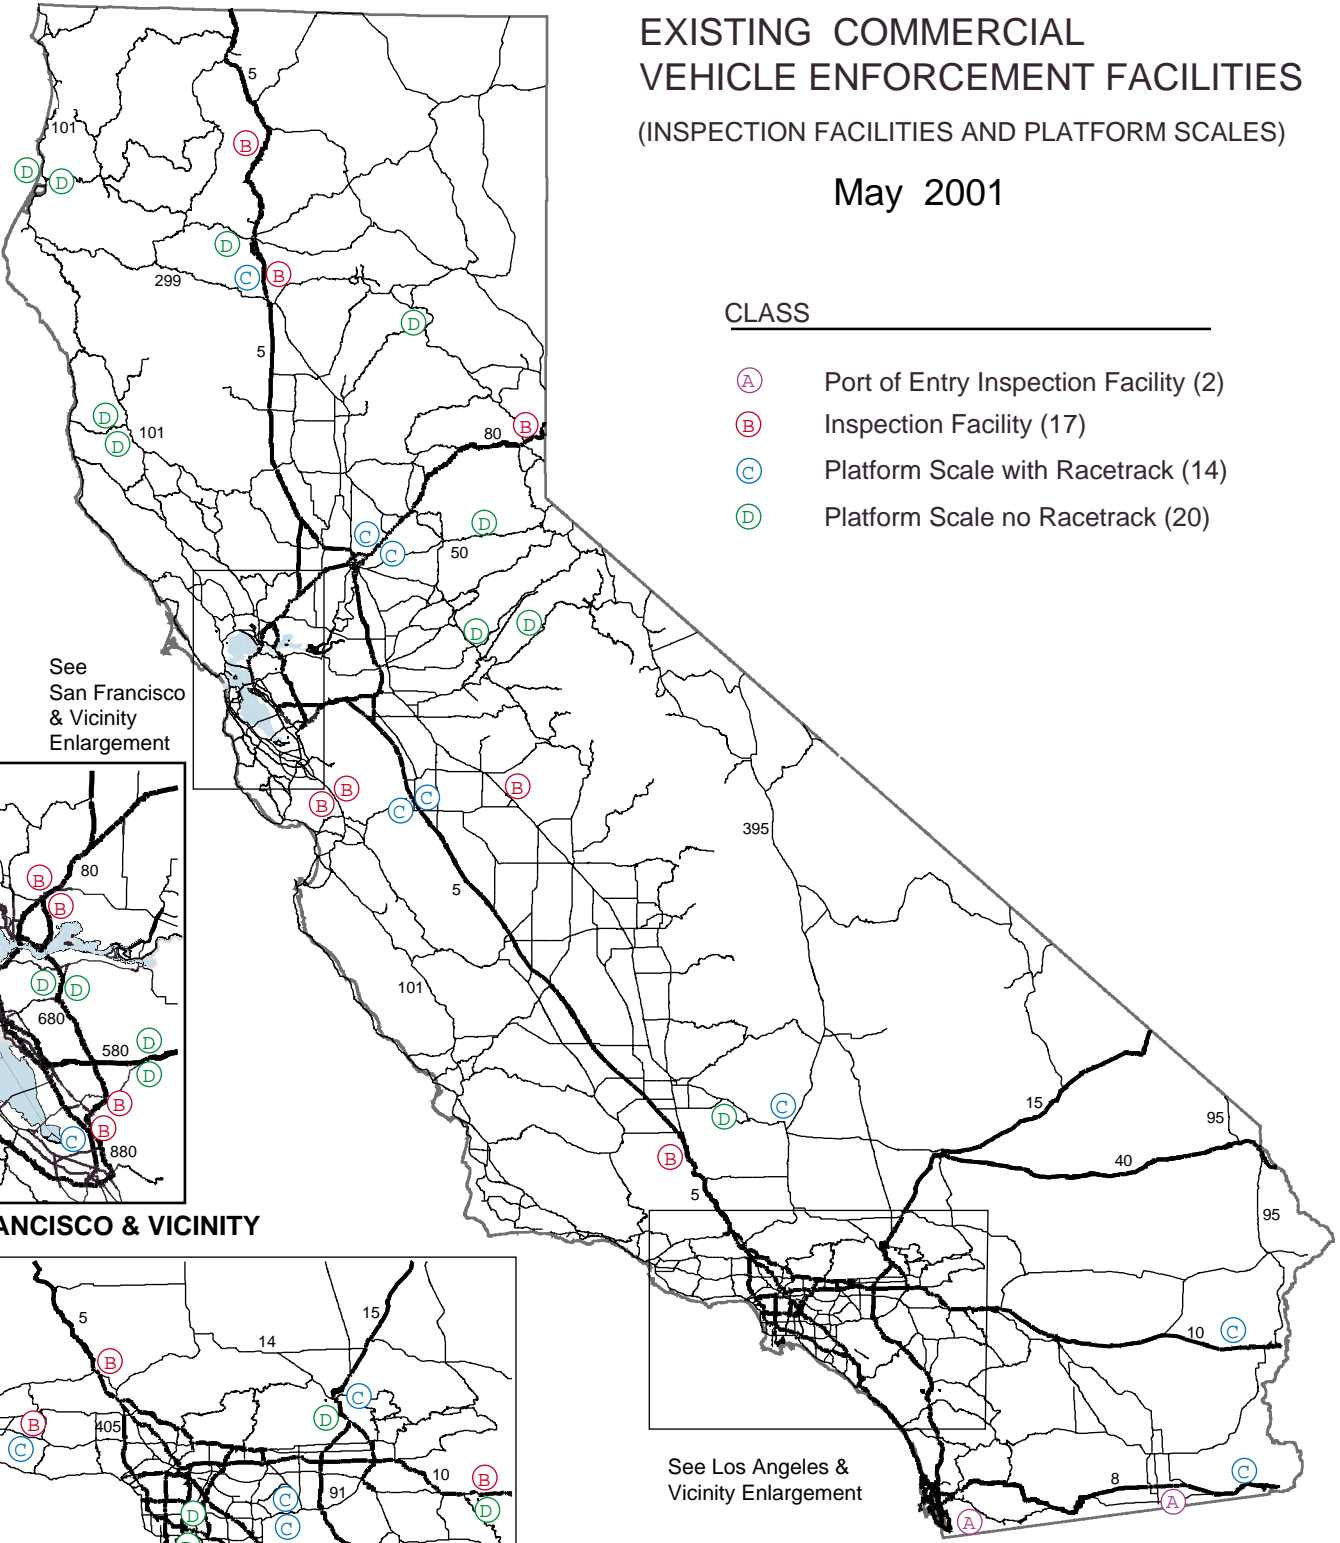 EXISTING COMMERCIAL
VEHICLE ENFORCEMENT FACILITIES
(INSPECTION FACILITIES AND PLATFORM SCALES)
May 2001
CLASS
A Port of Entry Inspection Facility (2)
B Inspection Facility (17)
C Platform Scale with Racetrack (14)
D Platform Scale no Racetrack (20)
5
101
B
D
D
D
C
B
299
D
5
D
D
101
80
B
C
C
D
50
D
D
See
San Francisco
& Vicinity
Enlargement
B
B
C
C
B
395
5
101
D
C
B
5
15
95
40
95
10
C
8
C
A
A
See Los Angeles &
Vicinity Enlargement
B
80
B
D
D
680
D
580
D
B
B
C
880
ANCISCO & VICINITY
5
15
14
B
C
D
B
405
C
10
B
91
C
D
D
C